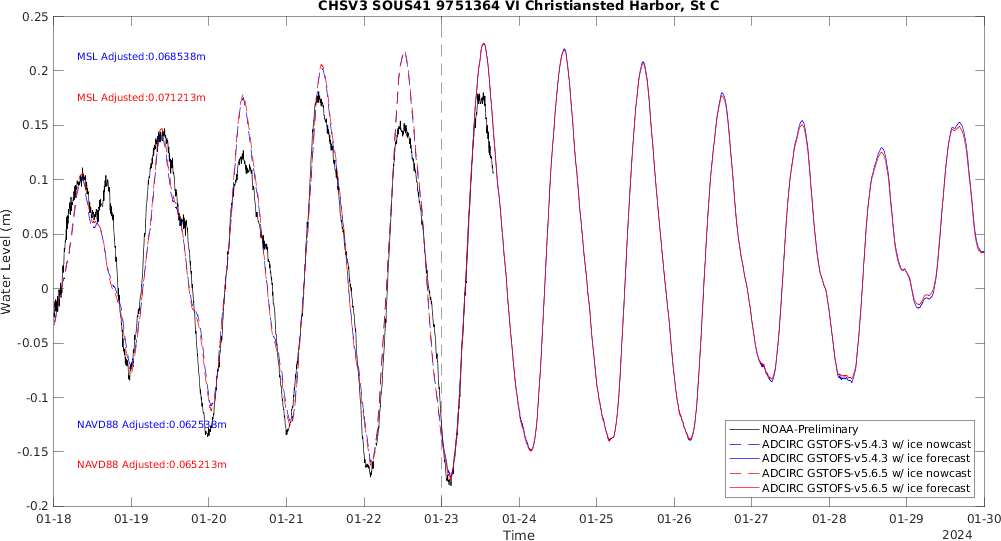 CHSV3 SOUS41 9751364 VI Christiansted Harbor, St C
0.25
0.2
0.15
0.1
0.05
0
-0.05
-0.1
-0.15
-0.2
Water Level (m)
MSL Adjusted:0.068538m
MSL Adjusted:0.071213m
NAVD88 Adjusted:0.062538m
NAVD88 Adjusted:0.065213m
NOAA-Preliminary
ADCIRC GSTOFS-v5.4.3 w/ ice nowcast
ADCIRC GSTOFS-v5.4.3 w/ ice forecast
ADCIRC GSTOFS-v5.6.5 w/ ice nowcast
ADCIRC GSTOFS-v5.6.5 w/ ice forecast
01-18 01-19 01-20 01-21 01-22 01-23 01-24 01-25 01-26 01-27 01-28 01-29 01-30
Time
2024